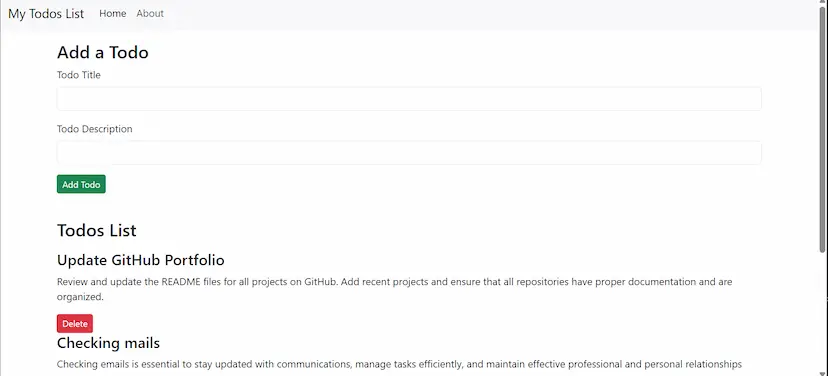 My Todos List Home About
Add a Todo
Todo Title
Todo Description
Add Todo
Todos List
Update GitHub Portfolio
Review and update the README files for all projects on GitHub. Add recent projects and ensure that all repositories have proper documentation and are
organized.
Delete
Checking mails
Checking emails is essential to stay updated with communications, manage tasks efficiently, and maintain effective professional and personal relationships